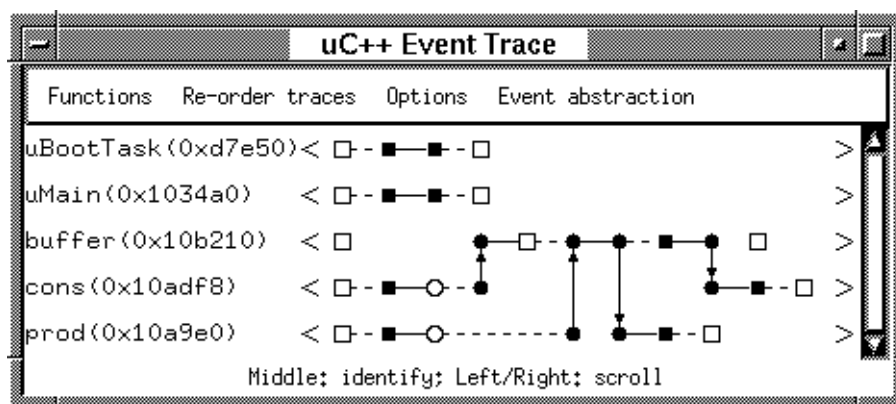 uC++ Event Trace
Functions Re-order traces Options Event abstraction
uBootTask(0xd7e50)< >
uMain(0x1034a0) < >
buffer(0x10b210) < >
cons(0x10adf8) < >
prod(0x10a9e0) < >
Middle: identify; Left/Right: scroll